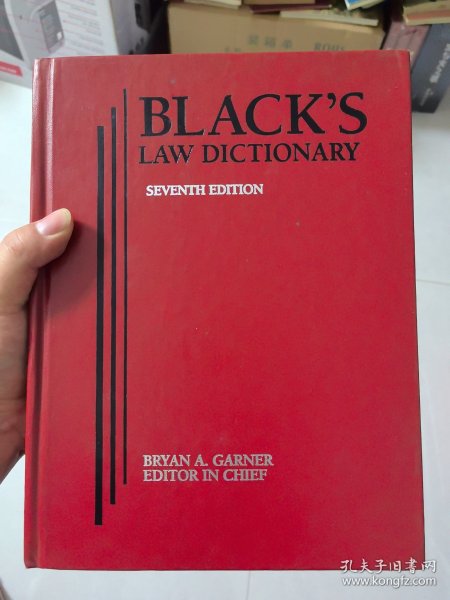 BLACK'S
LAW DICTIONARY
SEVENTH EDITION
BRYAN A. GARNER
EDITOR IN CHIEF
孔夫子旧书网
www.kongfz.com